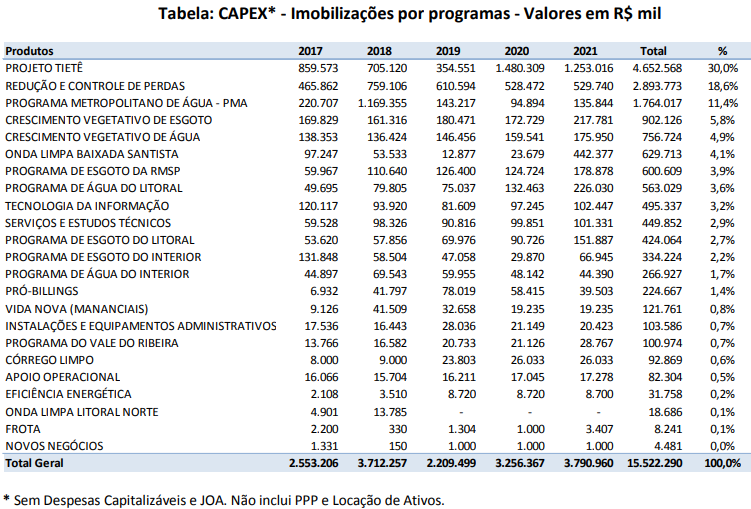 Tabela: CAPEX* - Imobilizações por programas - Valores em R$ mil
Produtos 2017 2018 2019 2020 2021 Total %
PROJETO TIETÊ 859.573 705.120 354.551 1.480.309 1.253.016 4.652.568 30,0%
REDUÇÃO E CONTROLE DE PERDAS 465.862 759.106 610.594 528.472 529.740 2.893.773 18,6%
PROGRAMA METROPOLITANO DE ÁGUA - PMA 220.707 1.169.355 143.217 94.894 135.844 1.764.017 11,4%
CRESCIMENTO VEGETATIVO DE ESGOTO 169.829 161.316 180.471 172.729 217.781 902.126 5,8%
CRESCIMENTO VEGETATIVO DE ÁGUA 138.353 136.424 146.456 159.541 175.950 756.724 4,9%
ONDA LIMPA BAIXADA SANTISTA 97.247 53.533 12.877 23.679 442.377 629.713 4,1%
PROGRAMA DE ESGOTO DA RMSP 59.967 110.640 126.400 124.724 178.878 600.609 3,9%
PROGRAMA DE ÁGUA DO LITORAL 49.695 79.805 75.037 132.463 226.030 563.029 3,6%
TECNOLOGIA DA INFORMAÇÃO 120.117 93.920 81.609 97.245 102.447 495.337 3,2%
SERVIÇOS E ESTUDOS TÉCNICOS 59.528 98.326 90.816 99.851 101.331 449.852 2,9%
PROGRAMA DE ESGOTO DO LITORAL 53.620 57.856 69.976 90.726 151.887 424.064 2,7%
PROGRAMA DE ESGOTO DO INTERIOR 131.848 58.504 47.058 29.870 66.945 334.224 2,2%
PROGRAMA DE ÁGUA DO INTERIOR 44.897 69.543 59.955 48.142 44.390 266.927 1,7%
PRÓ-BILLINGS 6.932 41.797 78.019 58.415 39.503 224.667 1,4%
VIDA NOVA (MANANCIAIS) 9.126 41.509 32.658 19.235 19.235 121.761 0,8%
INSTALAÇÕES E EQUIPAMENTOS ADMINISTRATIVOS 17.536 16.443 28.036 21.149 20.423 103.586 0,7%
PROGRAMA DO VALE DO RIBEIRA 13.766 16.582 20.733 21.126 28.767 100.974 0,7%
CÓRREGO LIMPO 8.000 9.000 23.803 26.033 26.033 92.869 0,6%
APOIO OPERACIONAL 16.066 15.704 16.211 17.045 17.278 82.304 0,5%
EFICIÊNCIA ENERGÉTICA 2.108 3.510 8.720 8.720 8.700 31.758 0,2%
ONDA LIMPA LITORAL NORTE 4.901 13.785 - - - 18.686 0,1%
FROTA 2.200 330 1.304 1.000 3.407 8.241 0,1%
NOVOS NEGÓCIOS 1.331 150 1.000 1.000 1.000 4.481 0,0%
Total Geral 2.553.206 3.712.257 2.209.499 3.256.367 3.790.960 15.522.290 100,0%
* Sem Despesas Capitalizáveis e JOA. Não inclui PPP e Locação de Ativos.